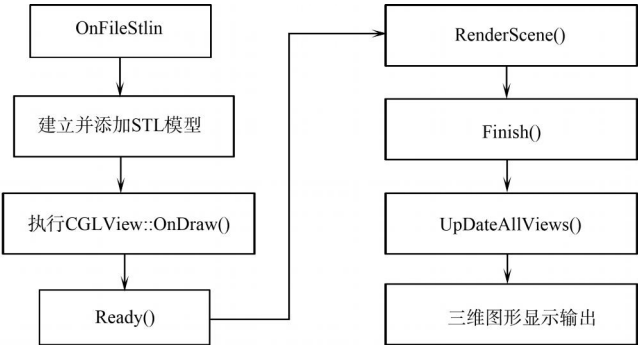 OnFileStlin
建立并添加STL模型
执行CGLView::OnDraw()
Ready()
RenderScene()
Finish()
UpDateAllViews()
三维图形显示输出